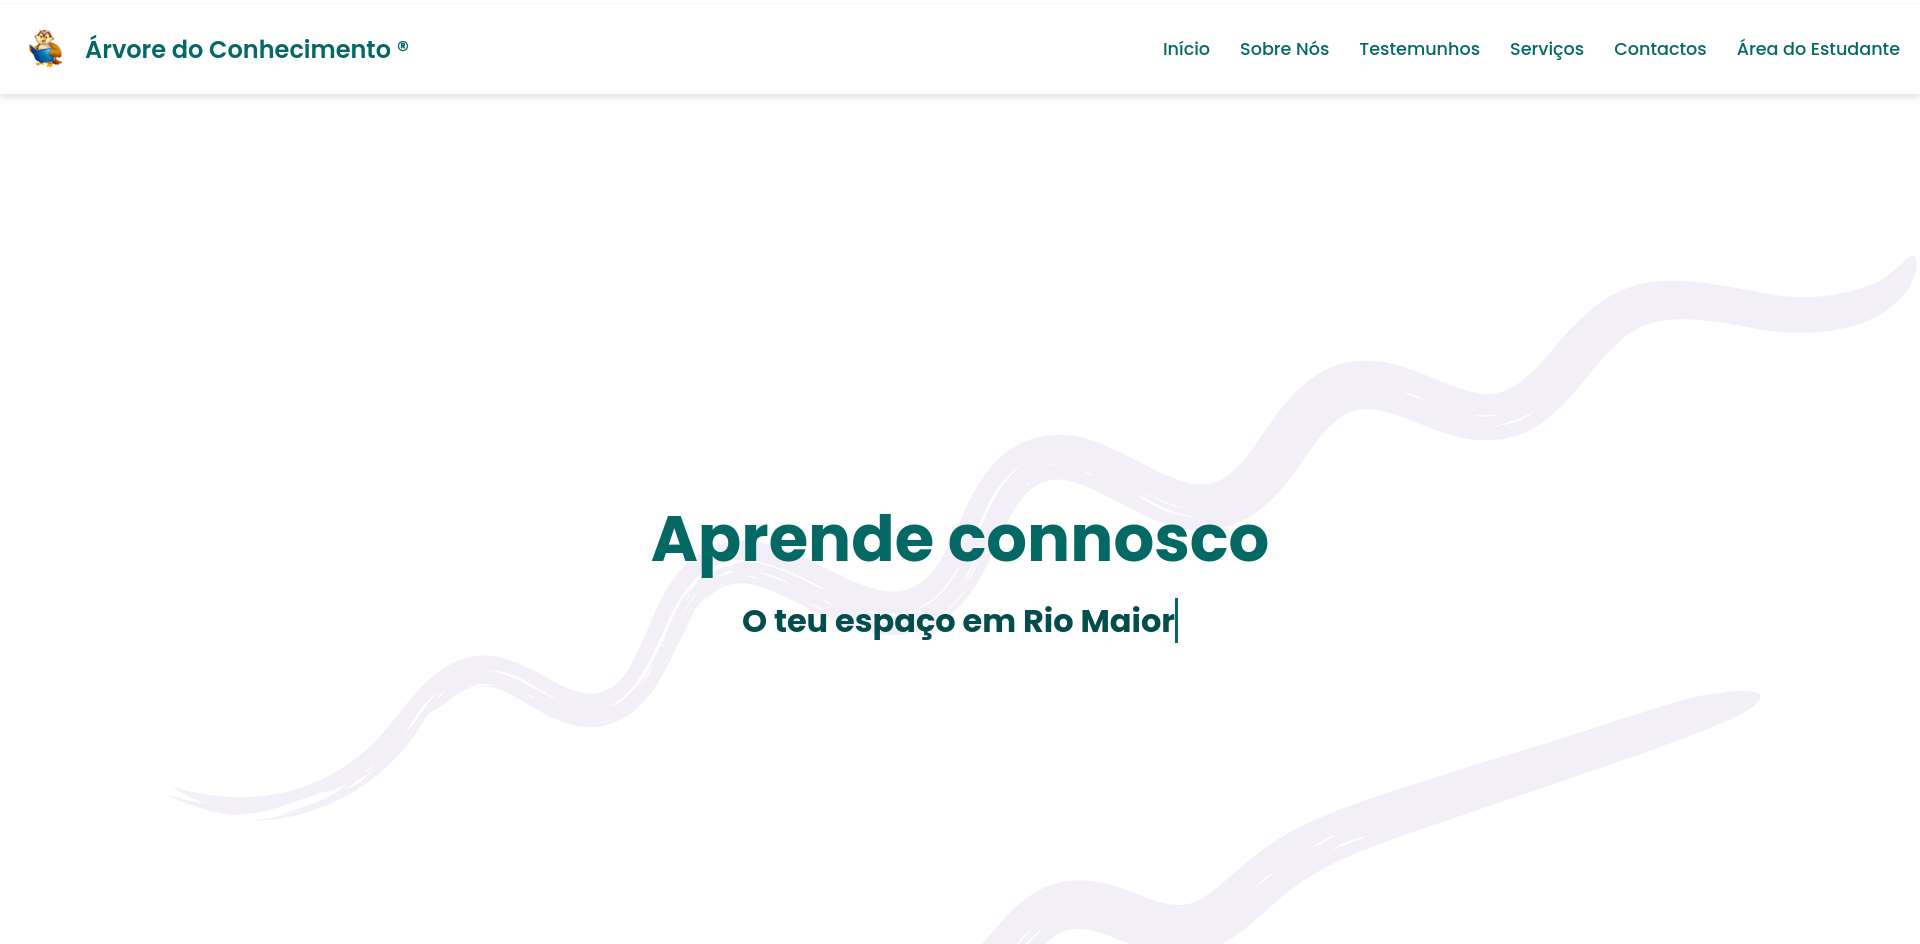 Árvore do Conhecimento ®
Início Sobre Nós Testemunhos Serviços Contactos Área do Estudante
Aprende connosco
O teu espaço em Rio Maior